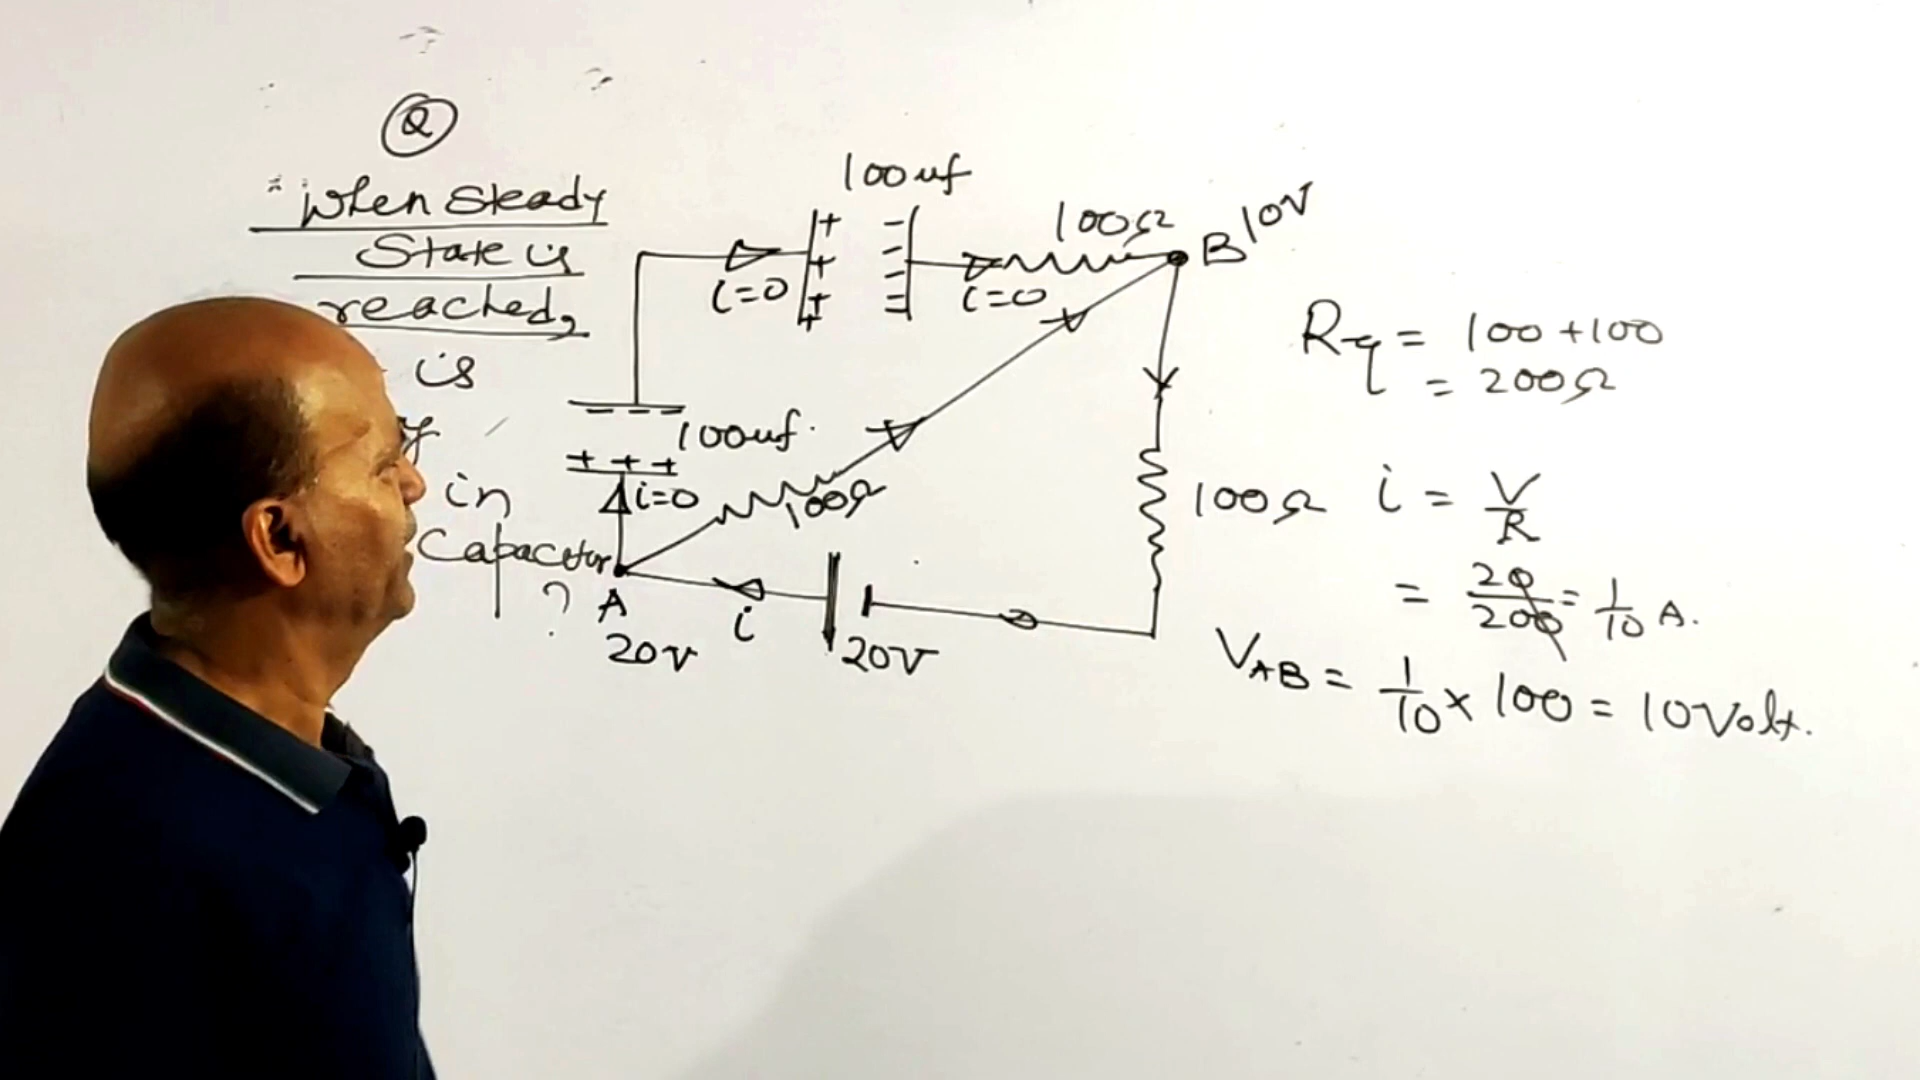 Q
"When steady
State is
reached,
is
in
Capacitor
?
100uf
100Ω
B 10V
i=0
i=0
100uf.
i=0
100Ω
100Ω
A
20V
i
20V
Req = 100 + 100
= 200Ω
i = V/R
= 20/200 = 1/10 A.
VAB = 1/10 × 100 = 10 Volt.